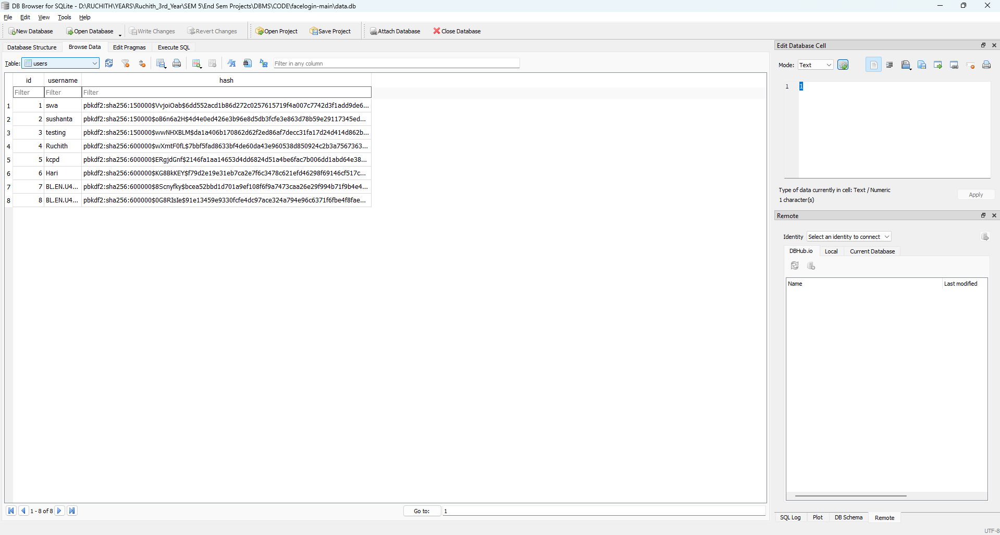 DB Browser for SQLite - D:\RUCHITH\YEARS\Ruchith_3rd_Year\SEM 5\End Sem Projects\DBMS\CODE\facelogin-main\data.db
File Edit View Tools Help
New Database Open Database Write Changes Revert Changes Open Project Save Project Attach Database Close Database
Database Structure Browse Data Edit Pragmas Execute SQL
Table: users Filter in any column
id username hash
Filter Filter Filter
1 1 swa pbkdf2:sha256:150000$VvjoiOab$6dd552acd1b86d272c0257615719f4a007c7742d3f1add9de6...
2 2 sushanta pbkdf2:sha256:150000$oB6n6a2H$4d4e0ed426e3b96e8d5db3fcfe3e863d78b59e29117345ed...
3 3 testing pbkdf2:sha256:150000$wwNHXBLM$da1a406b170862d62f2ed86af7decc31fa17d24d414d862b...
4 4 Ruchith pbkdf2:sha256:600000$wXmtF0fL$7bbf5fad8633bf4de60da43e960538d850924c2b3a7567363...
5 5 kcpd pbkdf2:sha256:600000$ERgjdGnf$2146fa1aa14653d4dd6824d51a4be6fac7b006dd1abd64e38...
6 6 Hari pbkdf2:sha256:600000$KG8BkKEY$f79d2e19e31eb7ca2e7f6c3478c621efd46298f69146cf517c...
7 7 BL.EN.U4... pbkdf2:sha256:600000$8Scnyfky$bcea52bbd1d701a9ef108f6f9a7473caa26e29f994b71f9b4e4...
8 8 BL.EN.U4... pbkdf2:sha256:600000$0G8RIsIe$91e13459e9330fcfe4dc97ace324a794e96c6371f6fbe4f8fae...
1 - 8 of 8 Go to: 1
Edit Database Cell
Mode: Text
1 1
Type of data currently in cell: Text / Numeric
1 character(s)
Apply
Remote
Identity Select an identity to connect
DBHub.io Local Current Database
Name Last modified
SQL Log Plot DB Schema Remote
UTF-8